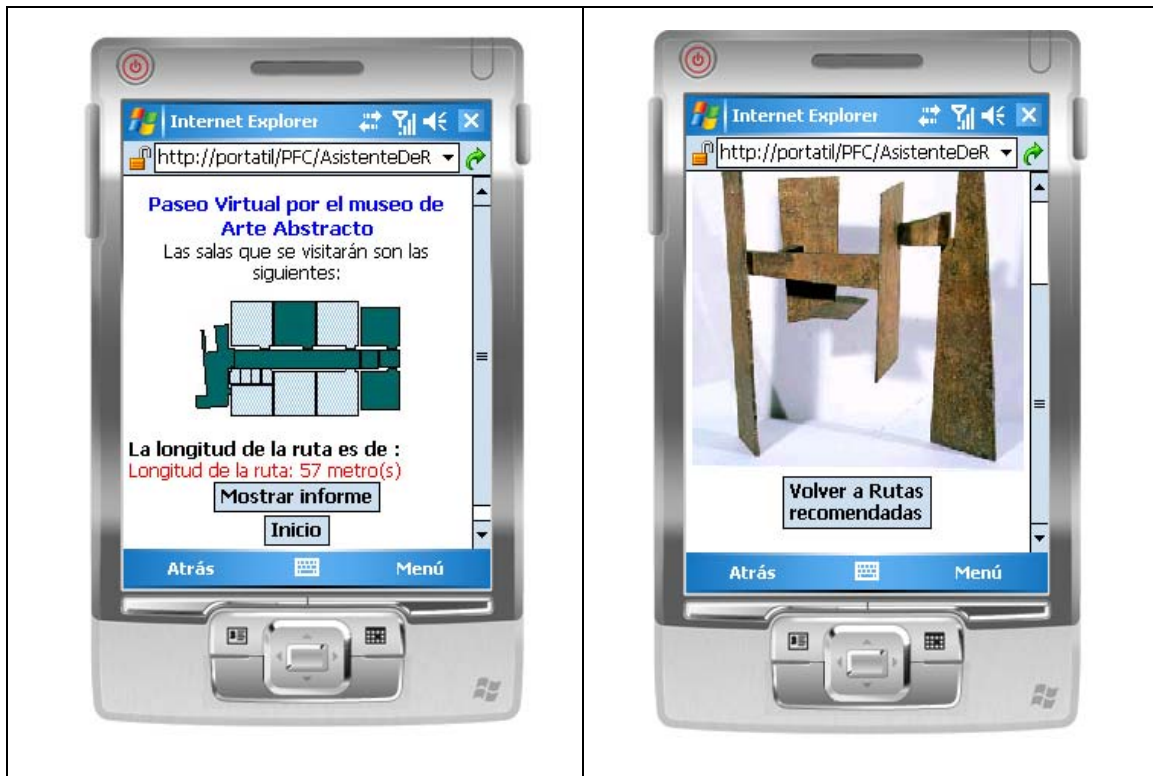 Internet Explorer
http://portatil/PFC/AsistenteDeR
Paseo Virtual por el museo de
Arte Abstracto
Las salas que se visitarán son las
siguientes:
La longitud de la ruta es de :
Longitud de la ruta: 57 metro(s)
Mostrar informe
Inicio
Atrás
Menú
Internet Explorer
http://portatil/PFC/AsistenteDeR
Volver a Rutas
recomendadas
Atrás
Menú